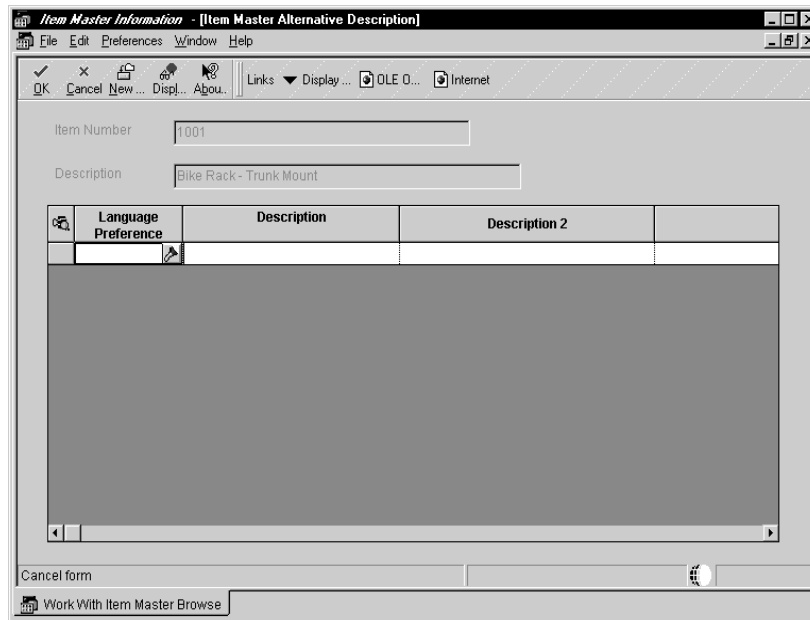 Item Master Information - [Item Master Alternative Description]
File Edit Preferences Window Help
OK Cancel New ... Displ... Abou.. Links Display ... OLE O... Internet
Item Number 1001
Description Bike Rack - Trunk Mount
Language Preference Description Description 2
Cancel form
Work With Item Master Browse